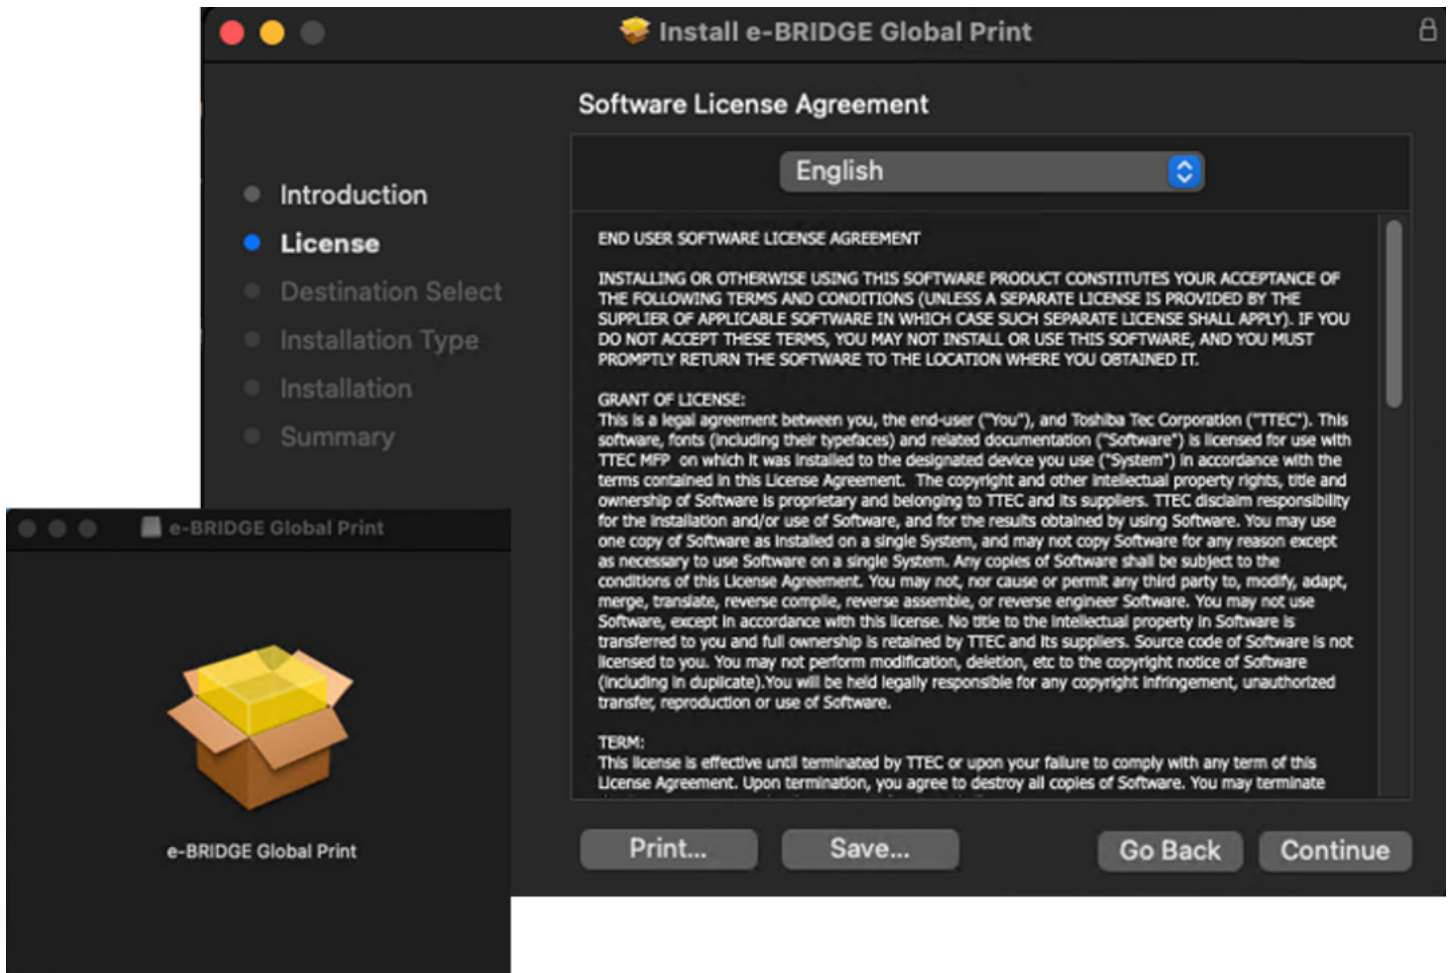 Install e-BRIDGE Global Print
Software License Agreement
English
Introduction
License
Destination Select
Installation Type
Installation
Summary
END USER SOFTWARE LICENSE AGREEMENT
INSTALLING OR OTHERWISE USING THIS SOFTWARE PRODUCT CONSTITUTES YOUR ACCEPTANCE OF
THE FOLLOWING TERMS AND CONDITIONS (UNLESS A SEPARATE LICENSE IS PROVIDED BY THE
SUPPLIER OF APPLICABLE SOFTWARE IN WHICH CASE SUCH SEPARATE LICENSE SHALL APPLY). IF YOU
DO NOT ACCEPT THESE TERMS, YOU MAY NOT INSTALL OR USE THIS SOFTWARE, AND YOU MUST
PROMPTLY RETURN THE SOFTWARE TO THE LOCATION WHERE YOU OBTAINED IT.
GRANT OF LICENSE:
This is a legal agreement between you, the end-user ("You"), and Toshiba Tec Corporation ("TTEC"). This
software, fonts (including their typefaces) and related documentation ("Software") is licensed for use with
TTEC MFP on which it was installed to the designated device you use ("System") in accordance with the
terms contained in this License Agreement. The copyright and other intellectual property rights, title and
ownership of Software is proprietary and belonging to TTEC and its suppliers. TTEC disclaim responsibility
for the installation and/or use of Software, and for the results obtained by using Software. You may use
one copy of Software as installed on a single System, and may not copy Software for any reason except
as necessary to use Software on a single System. Any copies of Software shall be subject to the
conditions of this License Agreement. You may not, nor cause or permit any third party to, modify, adapt,
merge, translate, reverse compile, reverse assemble, or reverse engineer Software. You may not use
Software, except in accordance with this license. No title to the intellectual property in Software is
transferred to you and full ownership is retained by TTEC and its suppliers. Source code of Software is not
licensed to you. You may not perform modification, deletion, etc to the copyright notice of Software
(including in duplicate).You will be held legally responsible for any copyright infringement, unauthorized
transfer, reproduction or use of Software.
TERM:
This license is effective until terminated by TTEC or upon your failure to comply with any term of this
License Agreement. Upon termination, you agree to destroy all copies of Software. You may terminate
Print...
Save...
Go Back
Continue
e-BRIDGE Global Print
e-BRIDGE Global Print